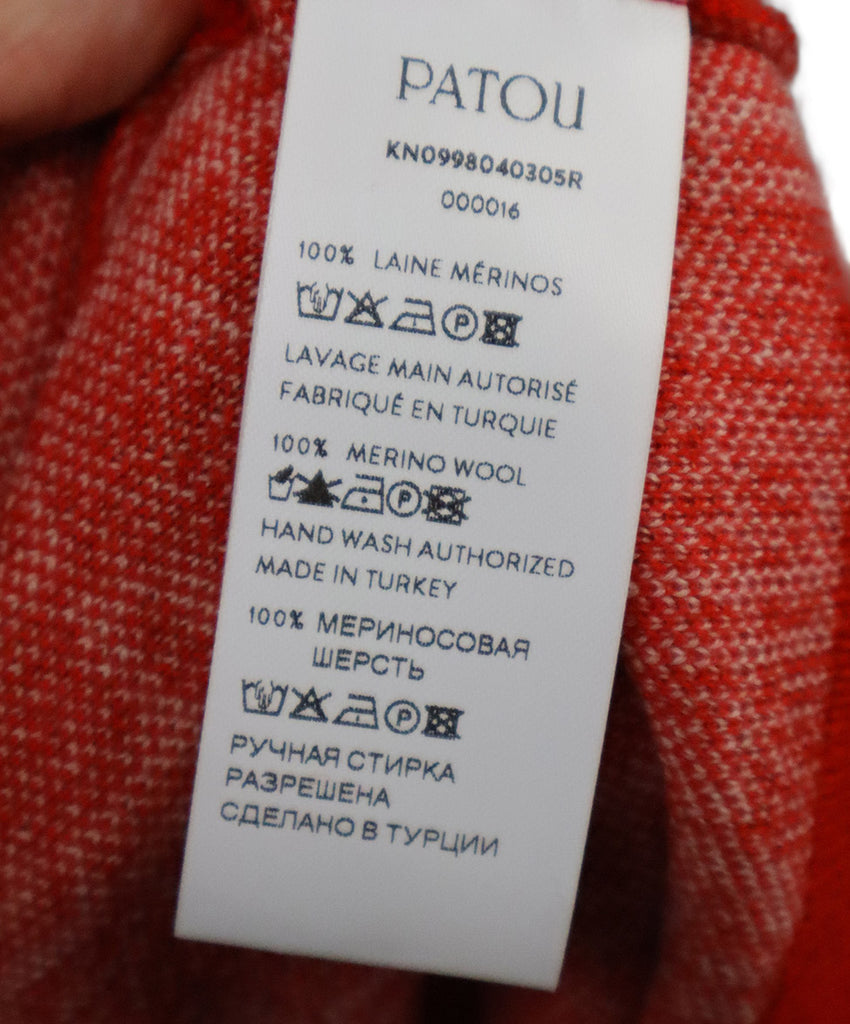 PATOU
KN0998040305R
000016
100% LAINE MÉRINOS
LAVAGE MAIN AUTORISÉ
FABRIQUÉ EN TURQUIE
100% MERINO WOOL
HAND WASH AUTHORIZED
MADE IN TURKEY
100% МЕРИНОСОВАЯ
ШЕРСТЬ
РУЧНАЯ СТИРКА
РАЗРЕШЕНА
СДЕЛАНО В ТУРЦИИ